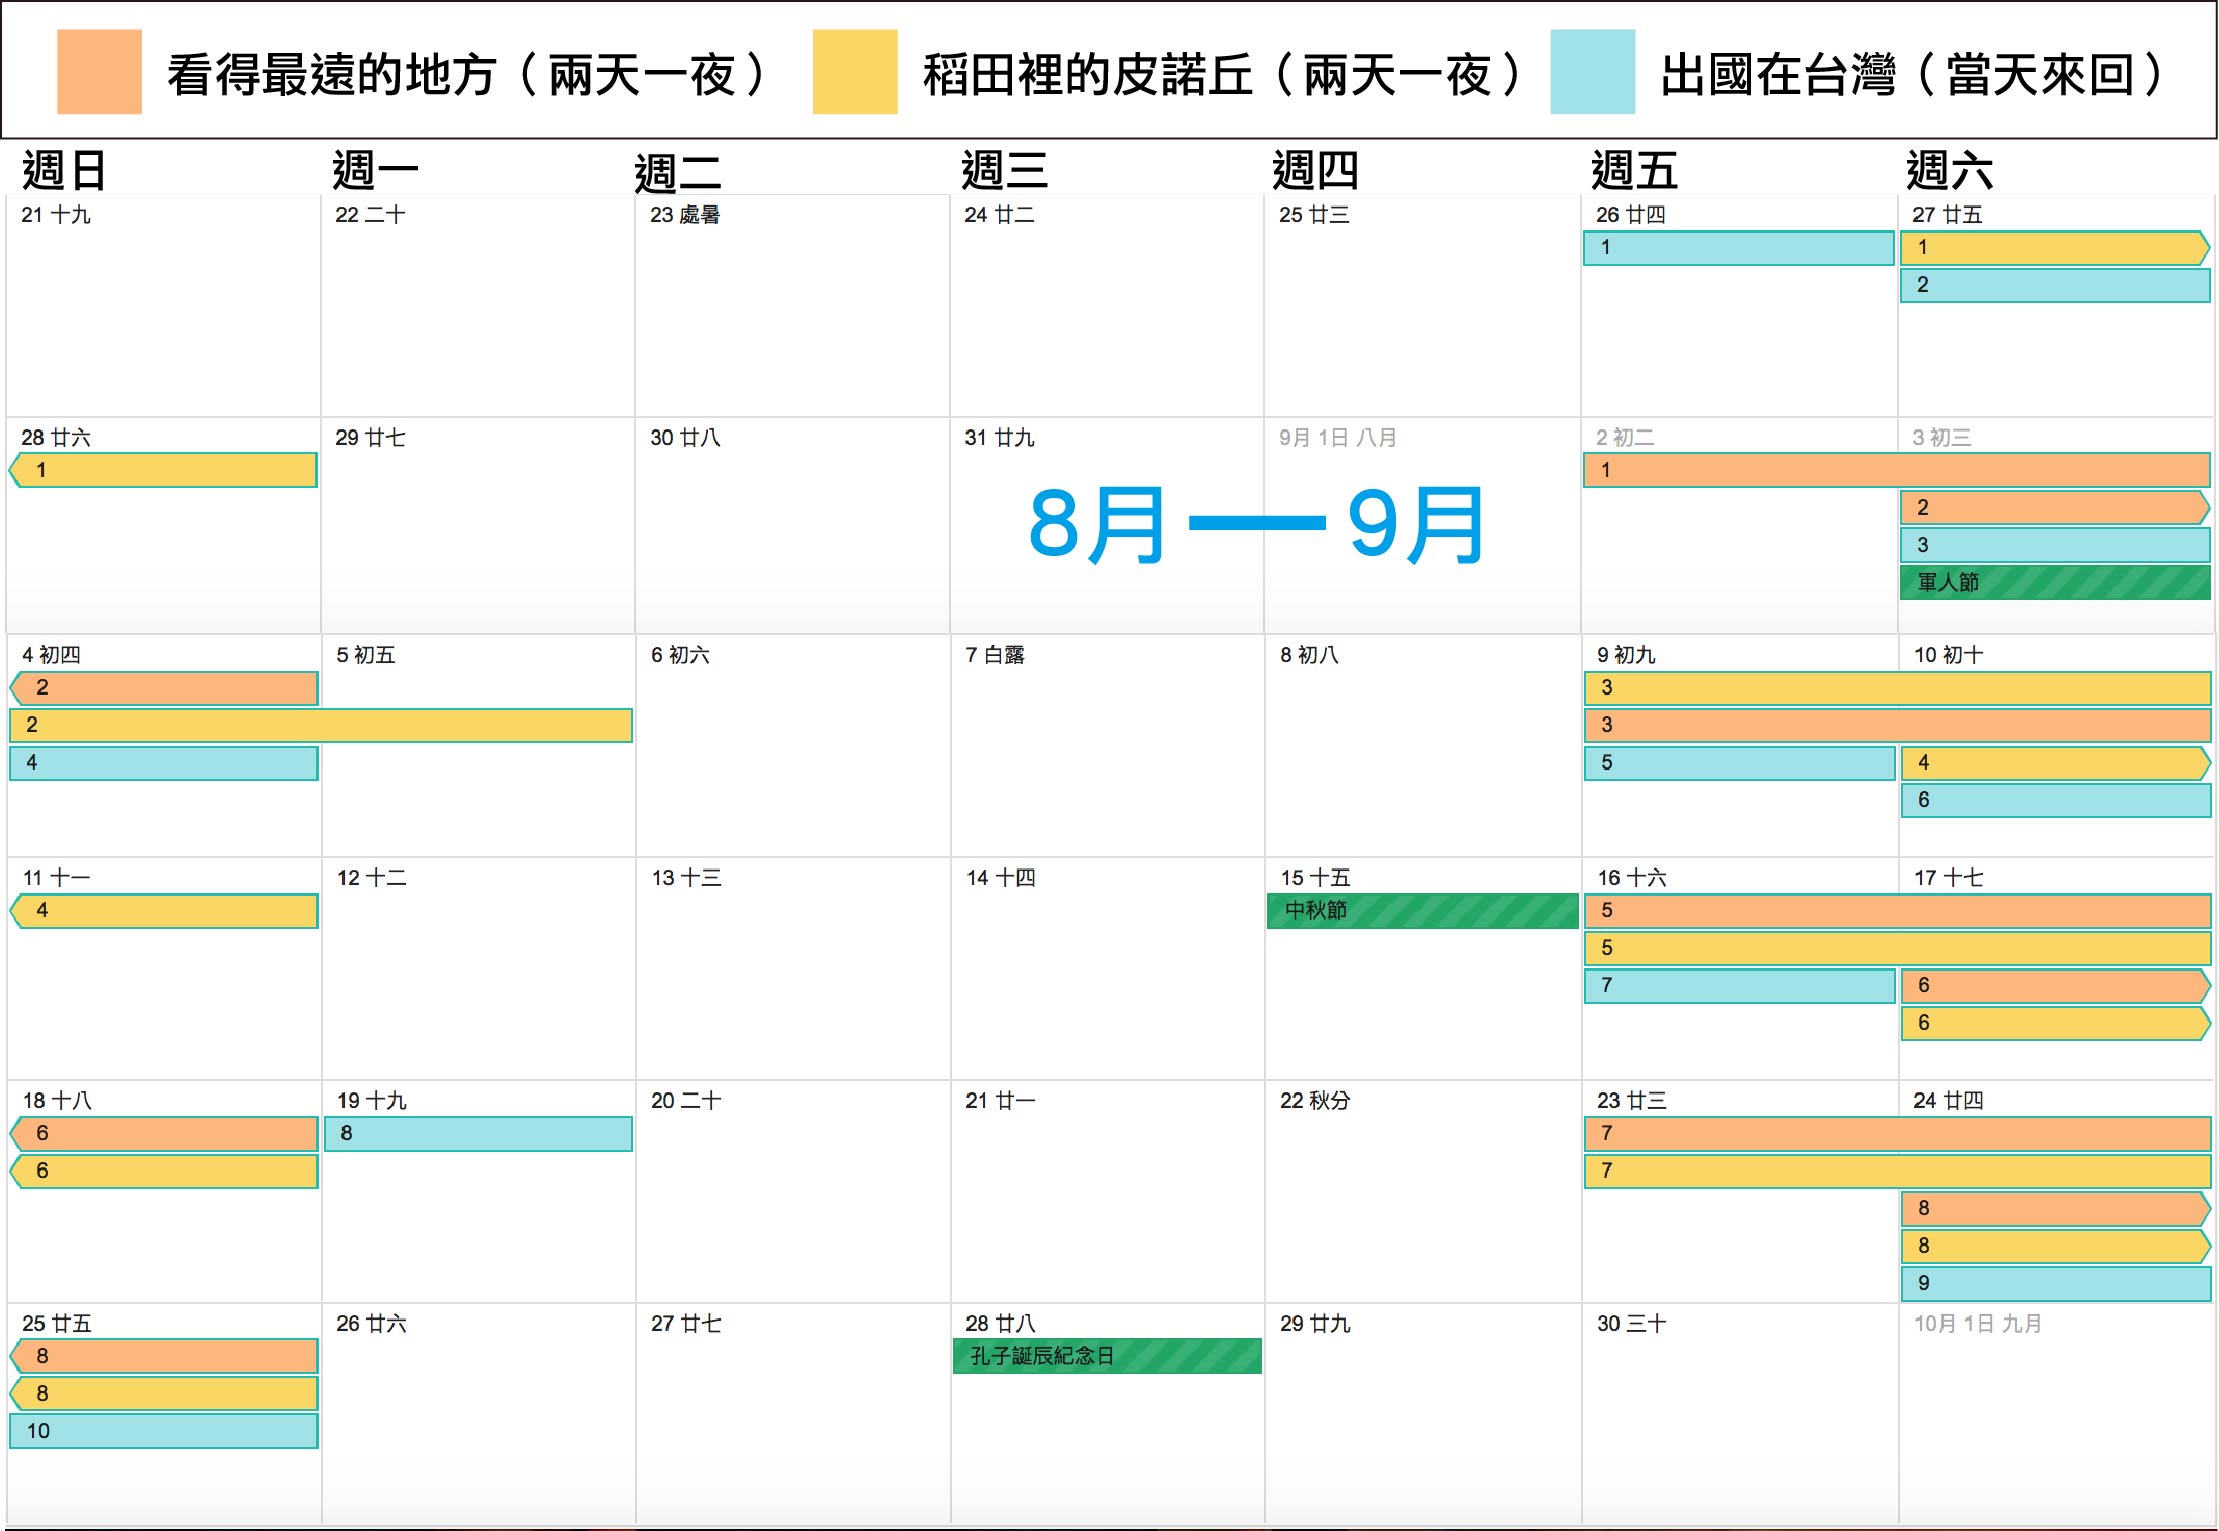 看得最遠的地方（兩天一夜） 稻田裡的皮諾丘（兩天一夜） 出國在台灣（當天來回）
週日 週一 週二 週三 週四 週五 週六
21 十九 22 二十 23 處暑 24 廿二 25 廿三 26 廿四 27 廿五
1 1
2
28 廿六 29 廿七 30 廿八 31 廿九 9月 1日 八月 2 初二 3 初三
1 1
8月 — 9月 2
3
軍人節
4 初四 5 初五 6 初六 7 白露 8 初八 9 初九 10 初十
2 3
2 3
4 5 4
6
11 十一 12 十二 13 十三 14 十四 15 十五 16 十六 17 十七
4 中秋節 5
5
7 6
6
18 十八 19 十九 20 二十 21 廿一 22 秋分 23 廿三 24 廿四
6 8 7
6 7
8
8
9
25 廿五 26 廿六 27 廿七 28 廿八 29 廿九 30 三十 10月 1日 九月
8 孔子誕辰紀念日
8
10